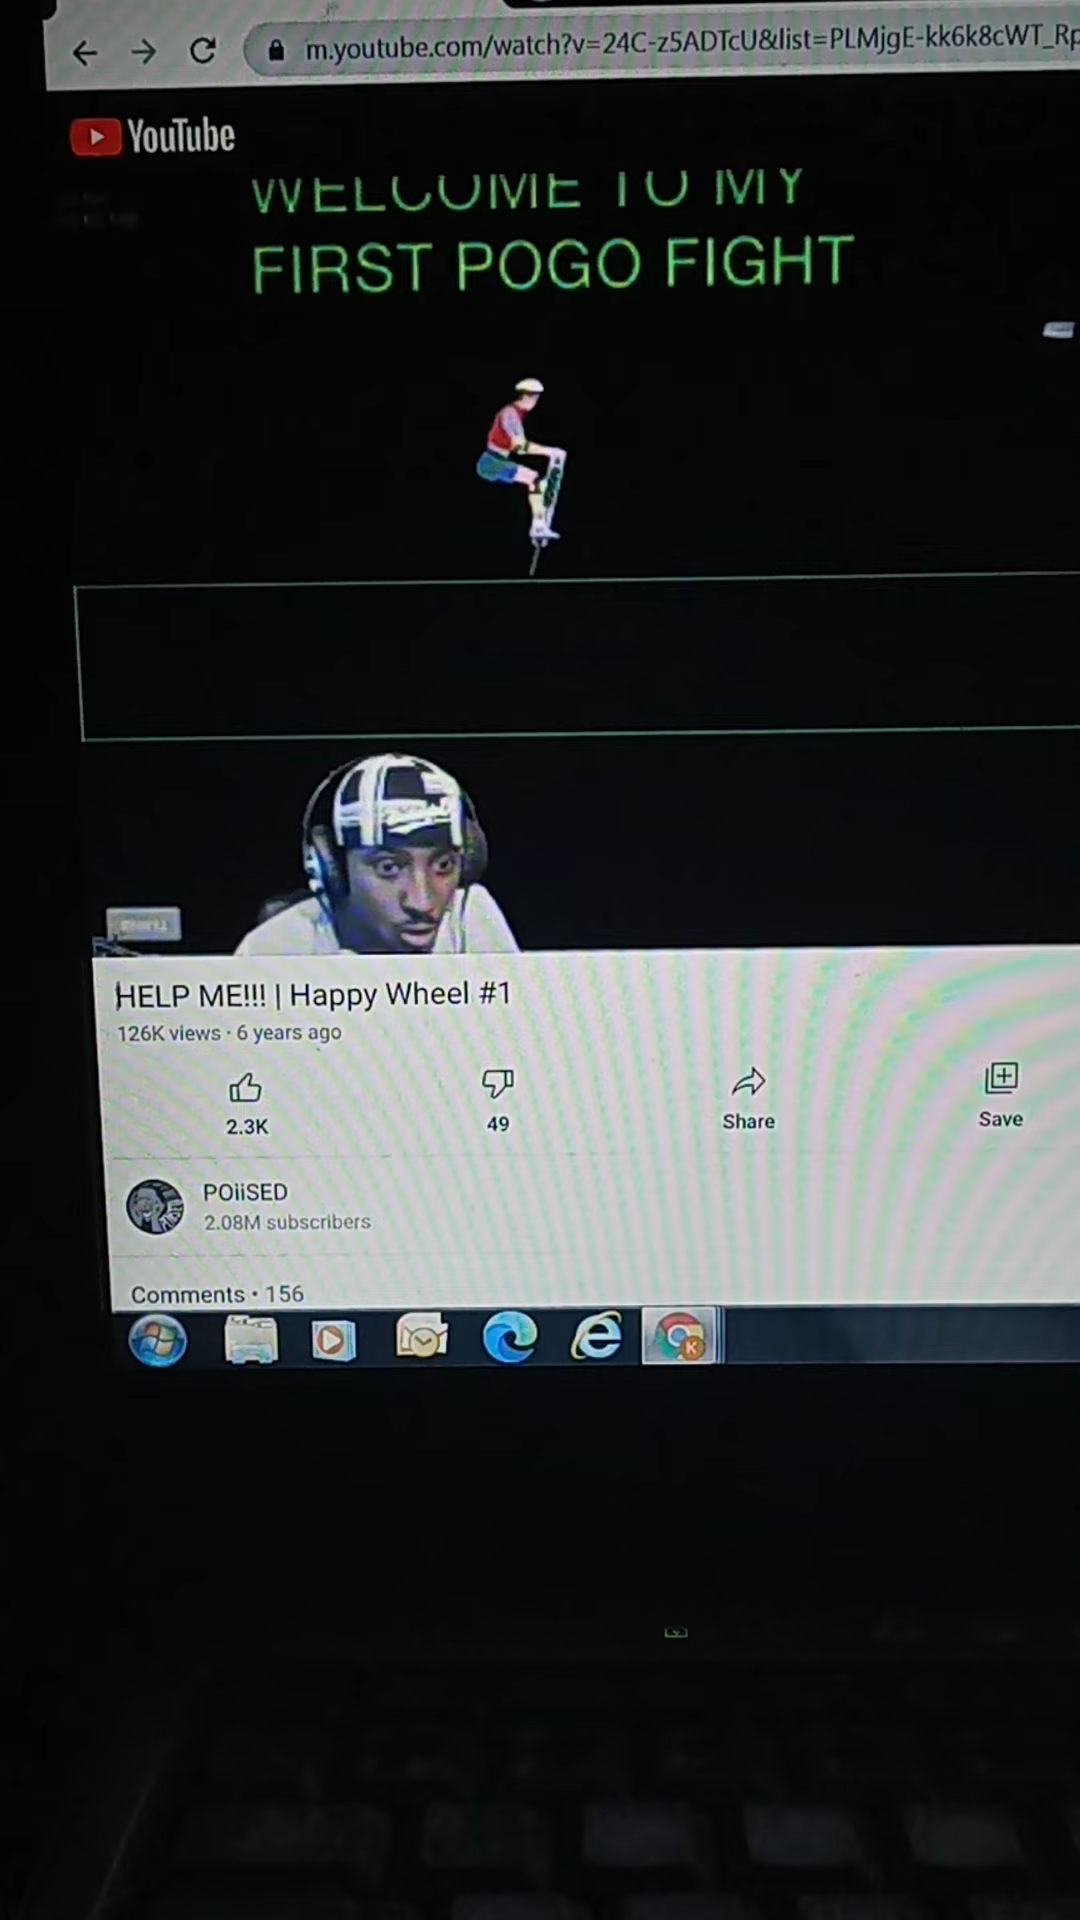 m.youtube.com/watch?v=24C-z5ADTcU&list=PLMjgE-kk6k8cWT_Rp
YouTube
WELCOME TO MY
FIRST POGO FIGHT
HELP ME!!! | Happy Wheel #1
126K views · 6 years ago
2.3K
49
Share
Save
POiiSED
2.08M subscribers
Comments · 156
K